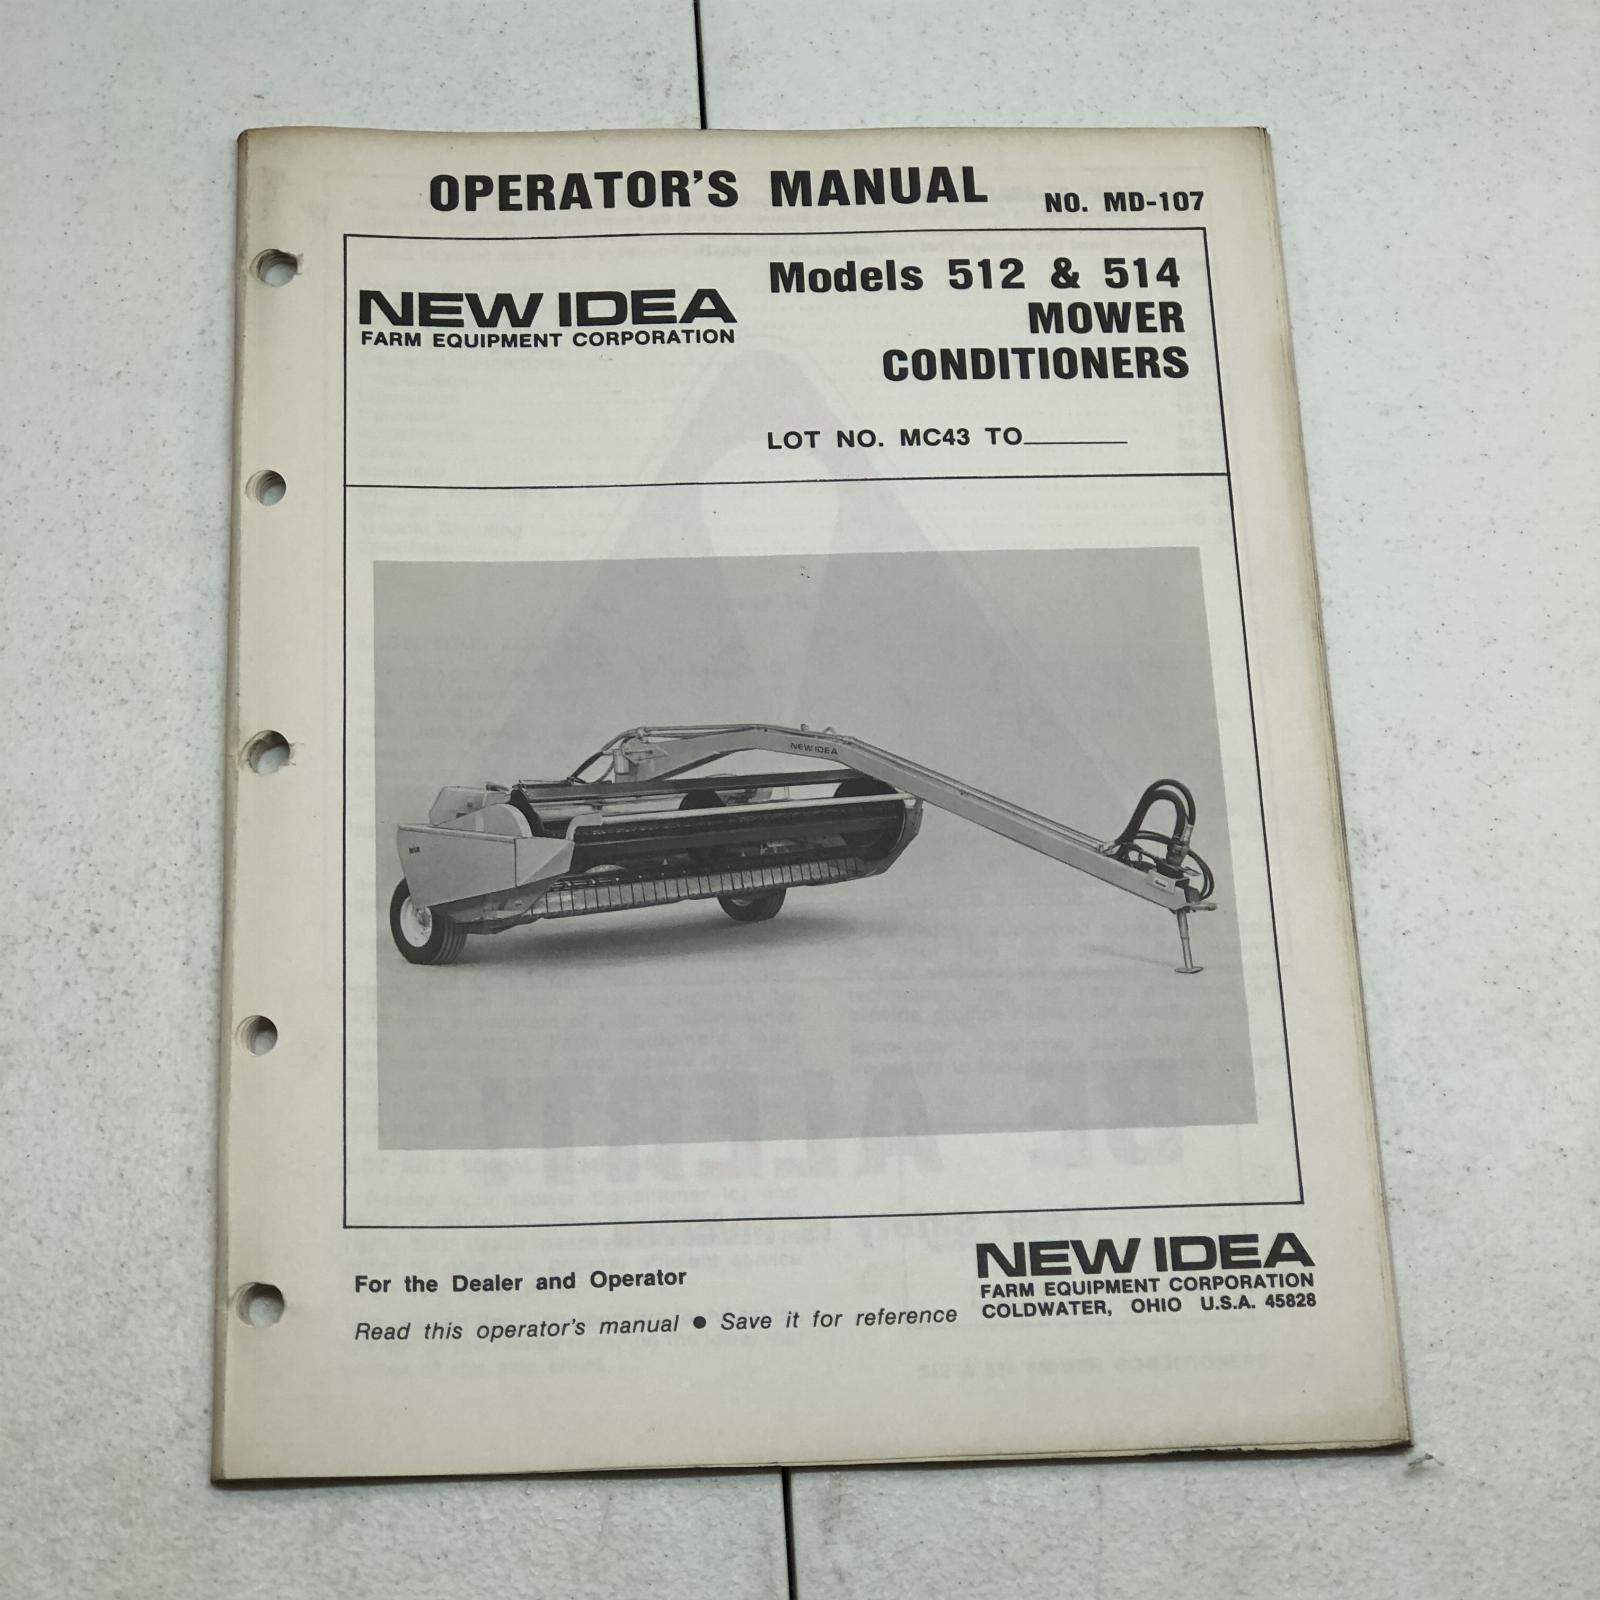 OPERATOR'S MANUAL NO. MD-107
NEW IDEA
FARM EQUIPMENT CORPORATION
Models 512 & 514
MOWER
CONDITIONERS
LOT NO. MC43 TO______
NEW IDEA
For the Dealer and Operator
Read this operator's manual ● Save it for reference
NEW IDEA
FARM EQUIPMENT CORPORATION
COLDWATER, OHIO U.S.A. 45828